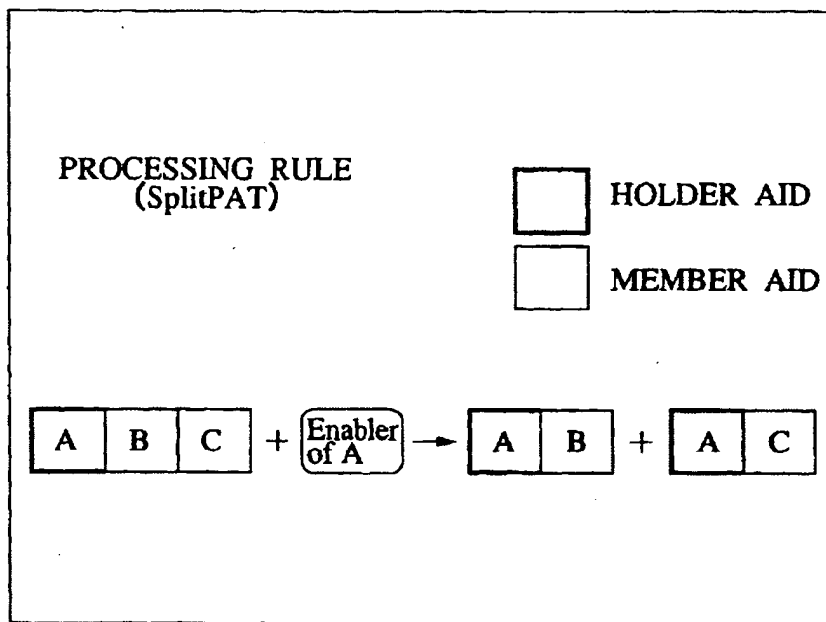 PROCESSING RULE
(SplitPAT)
HOLDER AID
MEMBER AID
A B C + Enabler of A → A B + A C